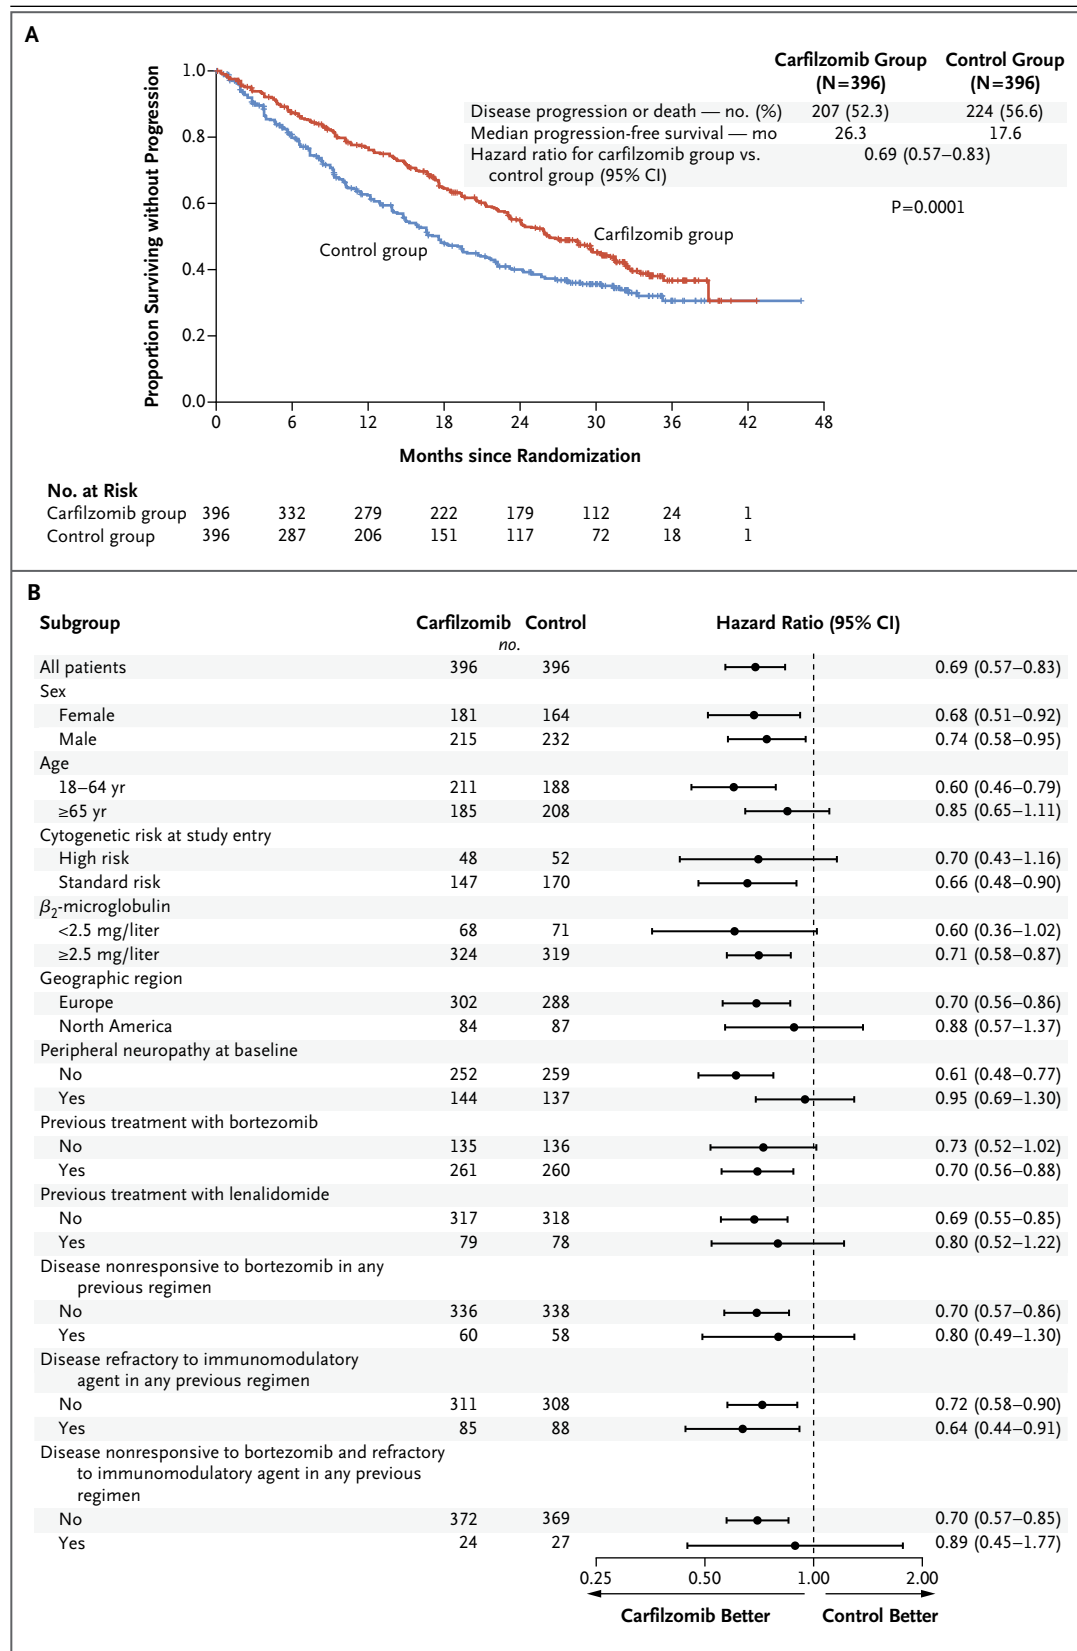 A
Carfilzomib Group (N=396) Control Group (N=396)
Disease progression or death — no. (%) 207 (52.3) 224 (56.6)
Median progression-free survival — mo 26.3 17.6
Hazard ratio for carfilzomib group vs. control group (95% CI) 0.69 (0.57–0.83)
P=0.0001
Proportion Surviving without Progression
1.0
0.8
0.6
0.4
0.2
0.0
Control group
Carfilzomib group
0 6 12 18 24 30 36 42 48
Months since Randomization
No. at Risk
Carfilzomib group 396 332 279 222 179 112 24 1
Control group 396 287 206 151 117 72 18 1
B
Subgroup Carfilzomib Control Hazard Ratio (95% CI)
no.
All patients 396 396 0.69 (0.57–0.83)
Sex
Female 181 164 0.68 (0.51–0.92)
Male 215 232 0.74 (0.58–0.95)
Age
18–64 yr 211 188 0.60 (0.46–0.79)
≥65 yr 185 208 0.85 (0.65–1.11)
Cytogenetic risk at study entry
High risk 48 52 0.70 (0.43–1.16)
Standard risk 147 170 0.66 (0.48–0.90)
β2-microglobulin
<2.5 mg/liter 68 71 0.60 (0.36–1.02)
≥2.5 mg/liter 324 319 0.71 (0.58–0.87)
Geographic region
Europe 302 288 0.70 (0.56–0.86)
North America 84 87 0.88 (0.57–1.37)
Peripheral neuropathy at baseline
No 252 259 0.61 (0.48–0.77)
Yes 144 137 0.95 (0.69–1.30)
Previous treatment with bortezomib
No 135 136 0.73 (0.52–1.02)
Yes 261 260 0.70 (0.56–0.88)
Previous treatment with lenalidomide
No 317 318 0.69 (0.55–0.85)
Yes 79 78 0.80 (0.52–1.22)
Disease nonresponsive to bortezomib in any
previous regimen
No 336 338 0.70 (0.57–0.86)
Yes 60 58 0.80 (0.49–1.30)
Disease refractory to immunomodulatory
agent in any previous regimen
No 311 308 0.72 (0.58–0.90)
Yes 85 88 0.64 (0.44–0.91)
Disease nonresponsive to bortezomib and refractory
to immunomodulatory agent in any previous
regimen
No 372 369 0.70 (0.57–0.85)
Yes 24 27 0.89 (0.45–1.77)
0.25 0.50 1.00 2.00
Carfilzomib Better Control Better